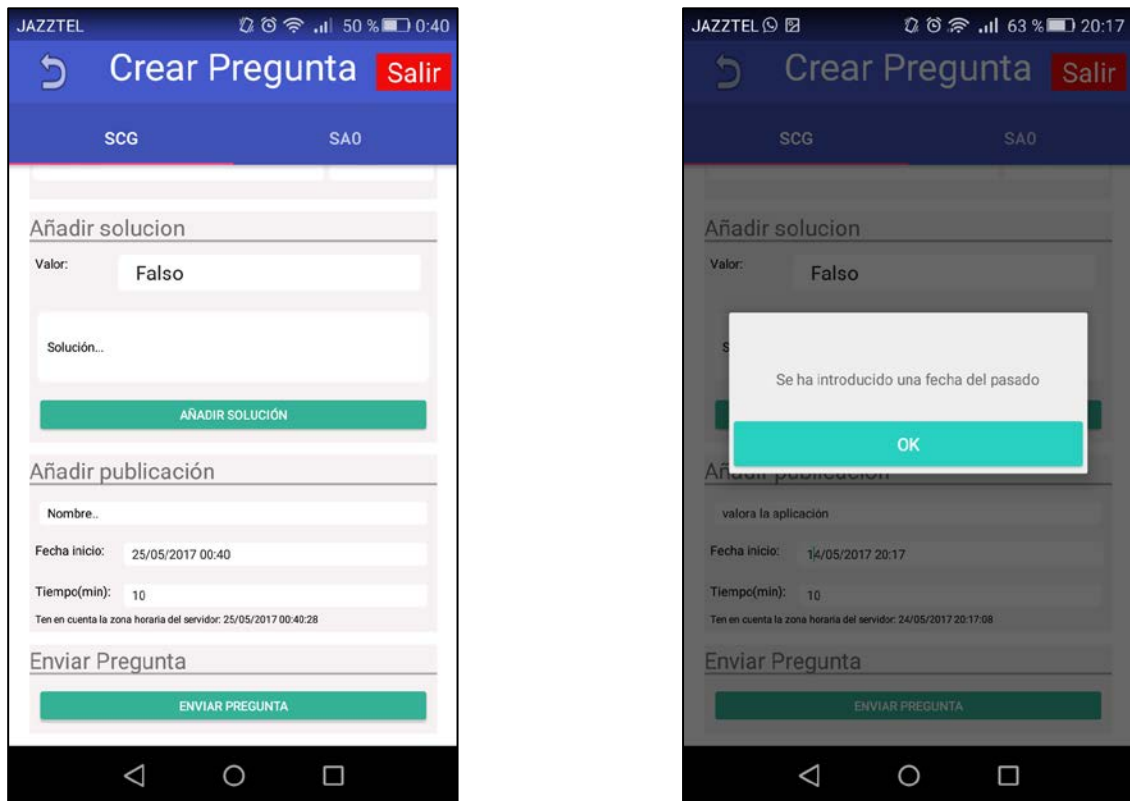 JAZZTEL 50 % 0:40
Crear Pregunta Salir
SCG SA0
Añadir solucion
Valor: Falso
Solución...
AÑADIR SOLUCIÓN
Añadir publicación
Nombre..
Fecha inicio: 25/05/2017 00:40
Tiempo(min): 10
Ten en cuenta la zona horaria del servidor: 25/05/2017 00:40:28
Enviar Pregunta
ENVIAR PREGUNTA
JAZZTEL 63 % 20:17
Crear Pregunta Salir
SCG SA0
Añadir solucion
Valor: Falso
S
Se ha introducido una fecha del pasado
OK
Añadir publicación
valora la aplicación
Fecha inicio: 14/05/2017 20:17
Tiempo(min): 10
Ten en cuenta la zona horaria del servidor: 24/05/2017 20:17:08
Enviar Pregunta
ENVIAR PREGUNTA